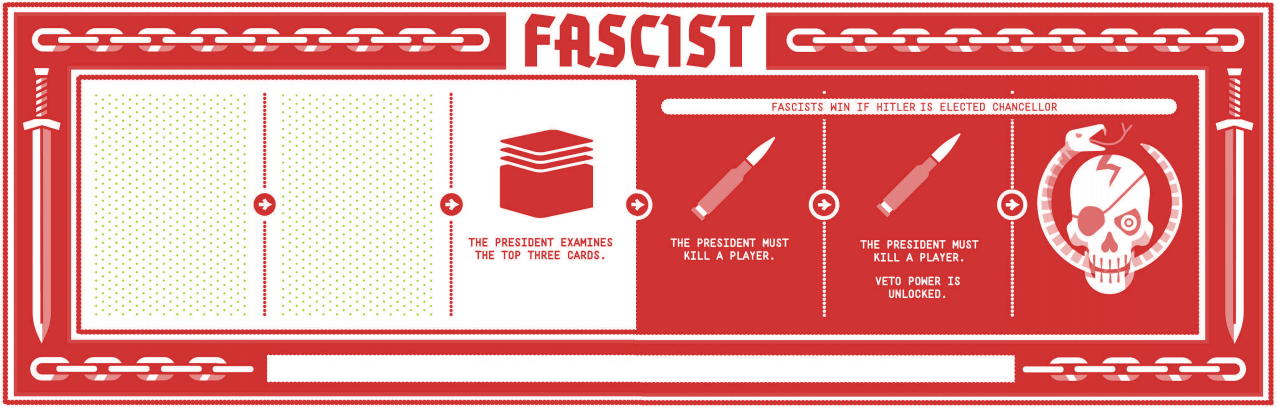 FASCIST
FASCISTS WIN IF HITLER IS ELECTED CHANCELLOR
THE PRESIDENT EXAMINES
THE TOP THREE CARDS.
THE PRESIDENT MUST
KILL A PLAYER.
THE PRESIDENT MUST
KILL A PLAYER.
VETO POWER IS
UNLOCKED.